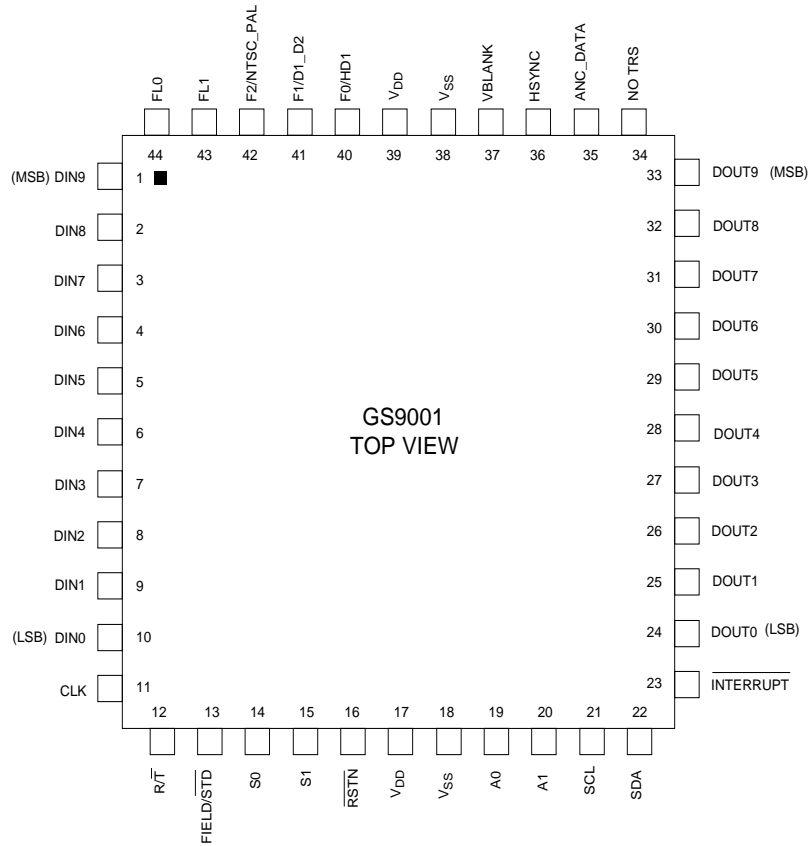 FL0
FL1
F2/NTSC_PAL
F1/D1_D2
F0/HD1
VDD
VSS
VBLANK
HSYNC
ANC_DATA
NO TRS
44 43 42 41 40 39 38 37 36 35 34
(MSB) DIN9 1
DIN8 2
DIN7 3
DIN6 4
DIN5 5
DIN4 6
DIN3 7
DIN2 8
DIN1 9
(LSB) DIN0 10
CLK 11
GS9001
TOP VIEW
33 DOUT9 (MSB)
32 DOUT8
31 DOUT7
30 DOUT6
29 DOUT5
28 DOUT4
27 DOUT3
26 DOUT2
25 DOUT1
24 DOUT0 (LSB)
23 INTERRUPT
12 13 14 15 16 17 18 19 20 21 22
R/T
FIELD/STD
S0
S1
RSTN
VDD
VSS
A0
A1
SCL
SDA